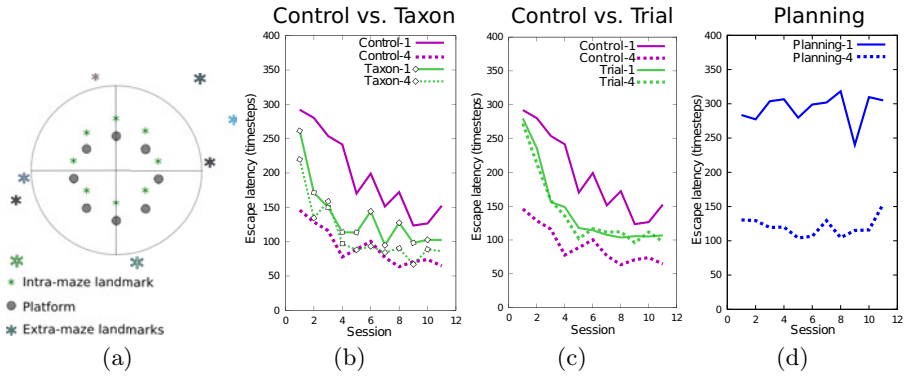 Intra-maze landmark
Platform
Extra-maze landmarks
(a)
Control vs. Taxon
Escape latency (timesteps)
400
350
300
250
200
150
100
50
0
0 2 4 6 8 10 12
Session
Control-1
Control-4
Taxon-1
Taxon-4
(b)
Control vs. Trial
Escape latency (timesteps)
400
350
300
250
200
150
100
50
0
0 2 4 6 8 10 12
Session
Control-1
Control-4
Trial-1
Trial-4
(c)
Planning
Escape latency (timesteps)
400
350
300
250
200
150
100
50
0
0 2 4 6 8 10 12
Session
Planning-1
Planning-4
(d)